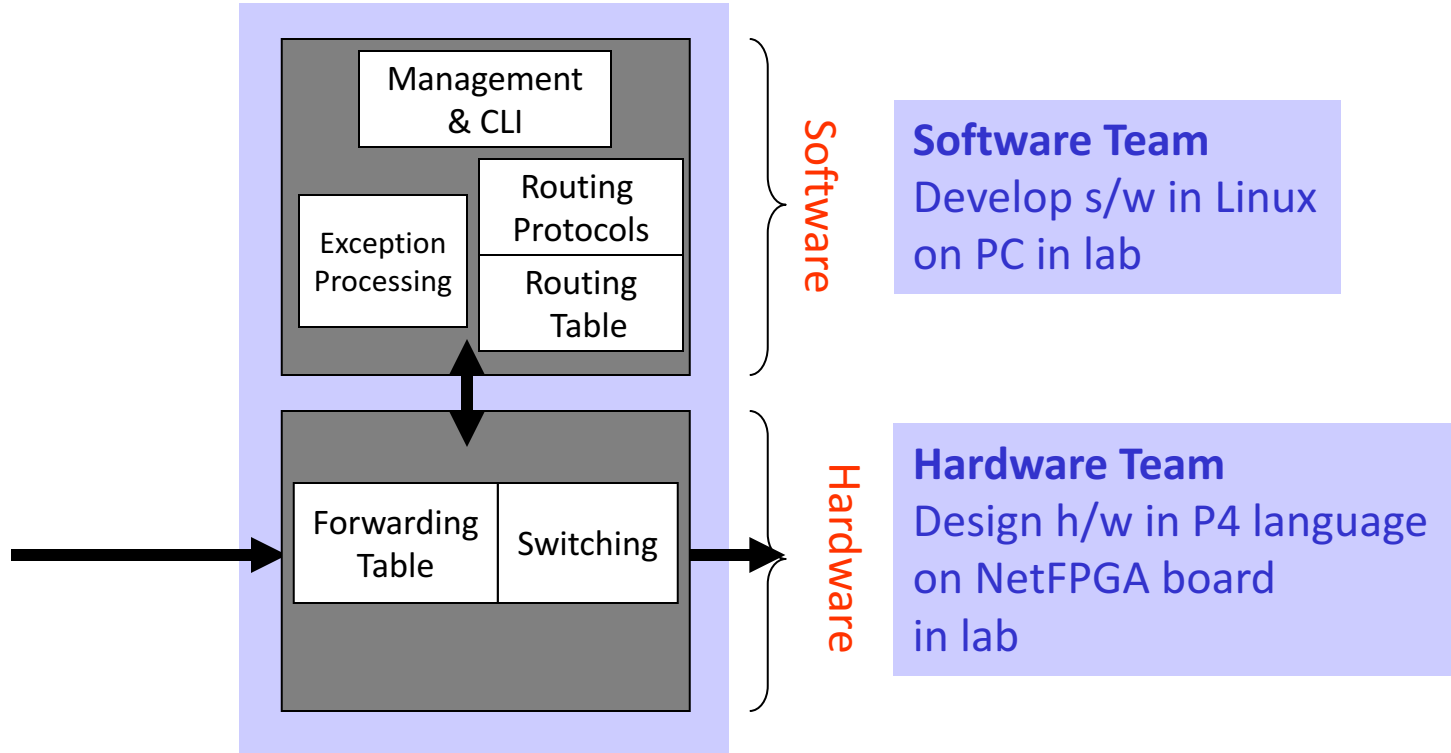 Management
& CLI
Exception
Processing
Routing
Protocols
Routing
Table
Software
Software Team
Develop s/w in Linux
on PC in lab
Forwarding
Table
Switching
Hardware
Hardware Team
Design h/w in P4 language
on NetFPGA board
in lab